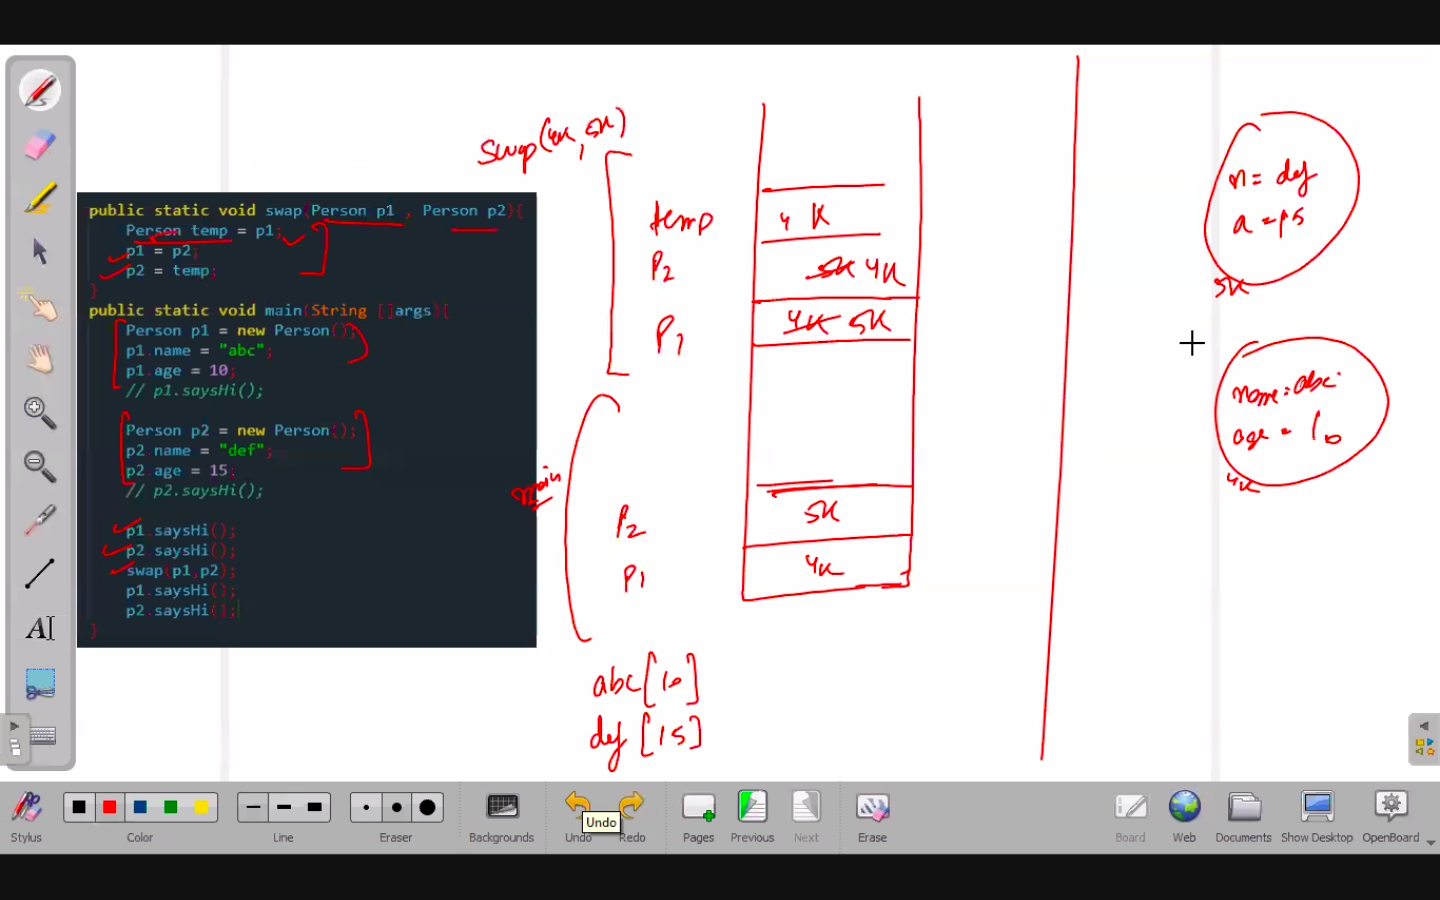 swap(4K, 5K)
public static void swap(Person p1 , Person p2){
Person temp = p1;
p1 = p2;
p2 = temp;
}
public static void main(String []args){
Person p1 = new Person();
p1.name = "abc";
p1.age = 10;
// p1.saysHi();
Person p2 = new Person();
p2.name = "def";
p2.age = 15;
// p2.saysHi();
p1.saysHi();
p2.saysHi();
swap(p1,p2);
p1.saysHi();
p2.saysHi();
}
temp 4K
P2 5K 4K
P1 4K 5K
main
P2 5K
P1 4K
abc[10]
def[15]
n = def
a = 15
5K
name = abc
age = 10
4K
A
Undo
Stylus
Color
Line
Eraser
Backgrounds
Undo
Redo
Pages
Previous
Next
Erase
Board
Web
Documents
Show Desktop
OpenBoard